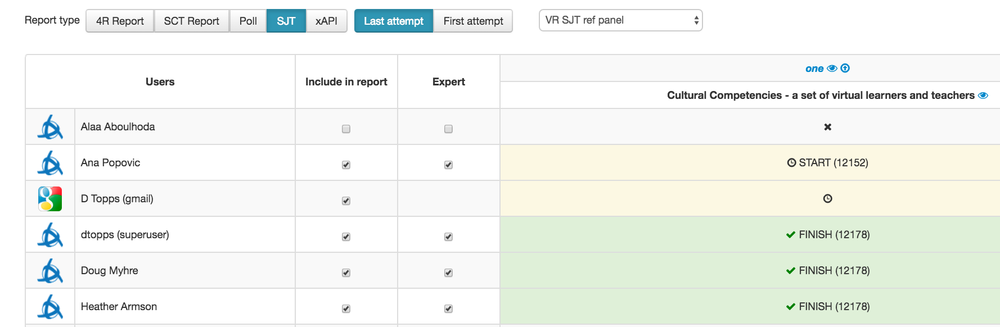 Report type 4R Report SCT Report Poll SJT xAPI Last attempt First attempt VR SJT ref panel
one
Users Include in report Expert
Cultural Competencies - a set of virtual learners and teachers
Alaa Aboulhoda
Ana Popovic START (12152)
D Topps (gmail)
dtopps (superuser) FINISH (12178)
Doug Myhre FINISH (12178)
Heather Armson FINISH (12178)